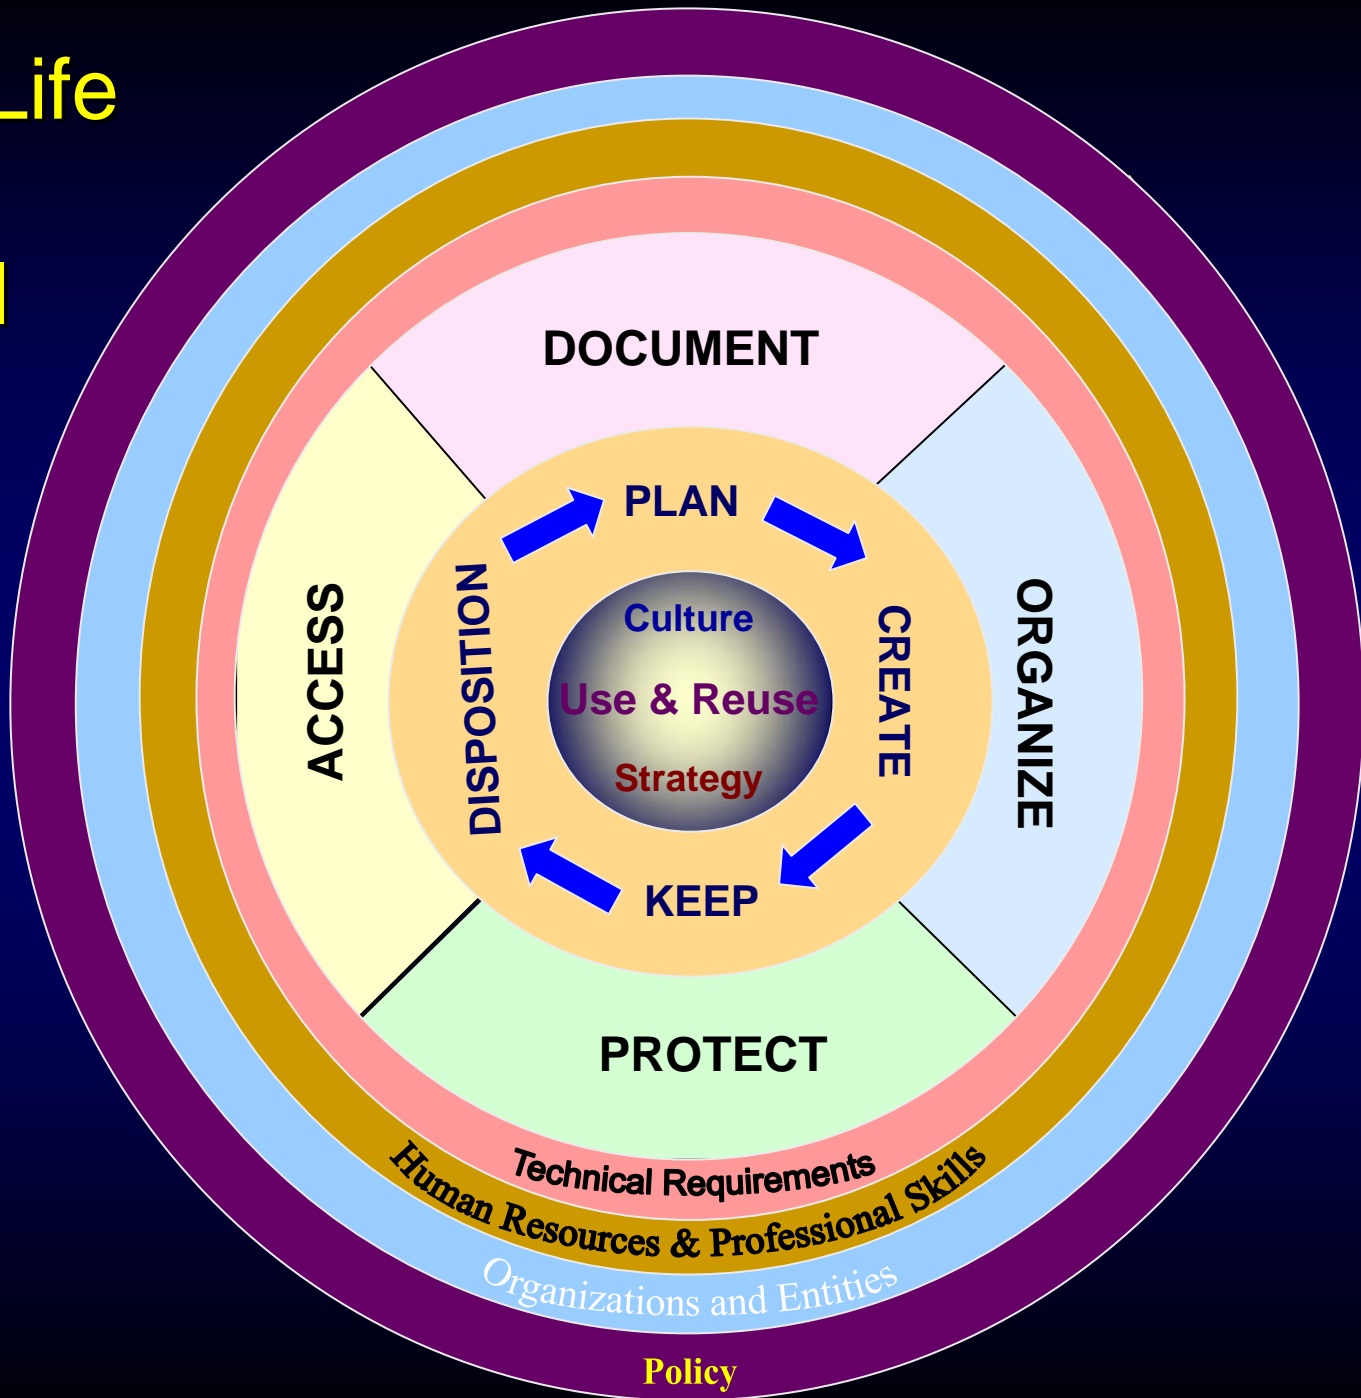 Life
DOCUMENT
PLAN
CREATE
KEEP
DISPOSITION
Culture
Use & Reuse
Strategy
ACCESS
ORGANIZE
PROTECT
Technical Requirements
Human Resources & Professional Skills
Organizations and Entities
Policy